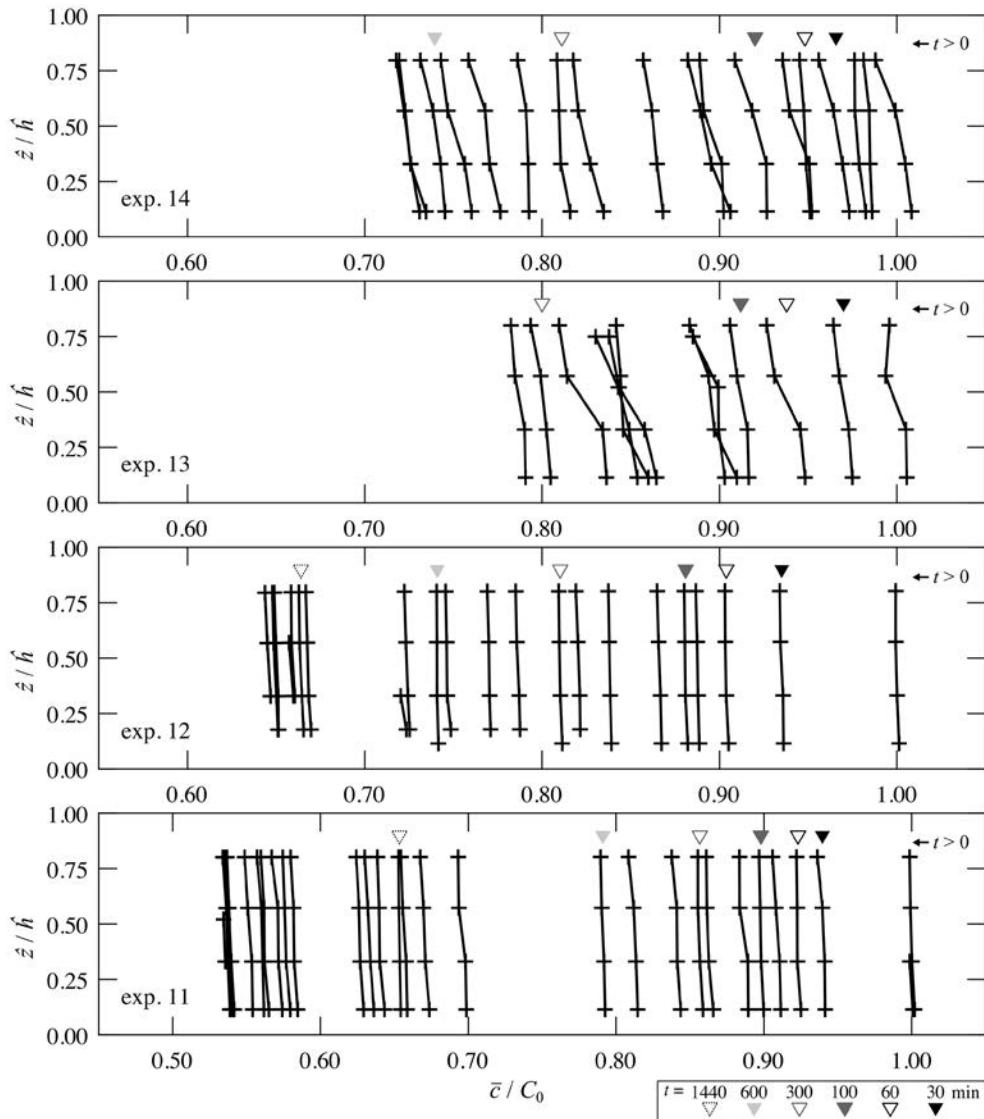 1.00
0.75
0.50
0.25
0.00
ẑ / ĥ
exp. 14
← t > 0
0.60 0.70 0.80 0.90 1.00
1.00
0.75
0.50
0.25
0.00
ẑ / ĥ
exp. 13
← t > 0
0.60 0.70 0.80 0.90 1.00
1.00
0.75
0.50
0.25
0.00
ẑ / ĥ
exp. 12
← t > 0
0.60 0.70 0.80 0.90 1.00
1.00
0.75
0.50
0.25
0.00
ẑ / ĥ
exp. 11
← t > 0
0.50 0.60 0.70 0.80 0.90 1.00
c̅ / C₀
t = 1440 600 300 100 60 30 min